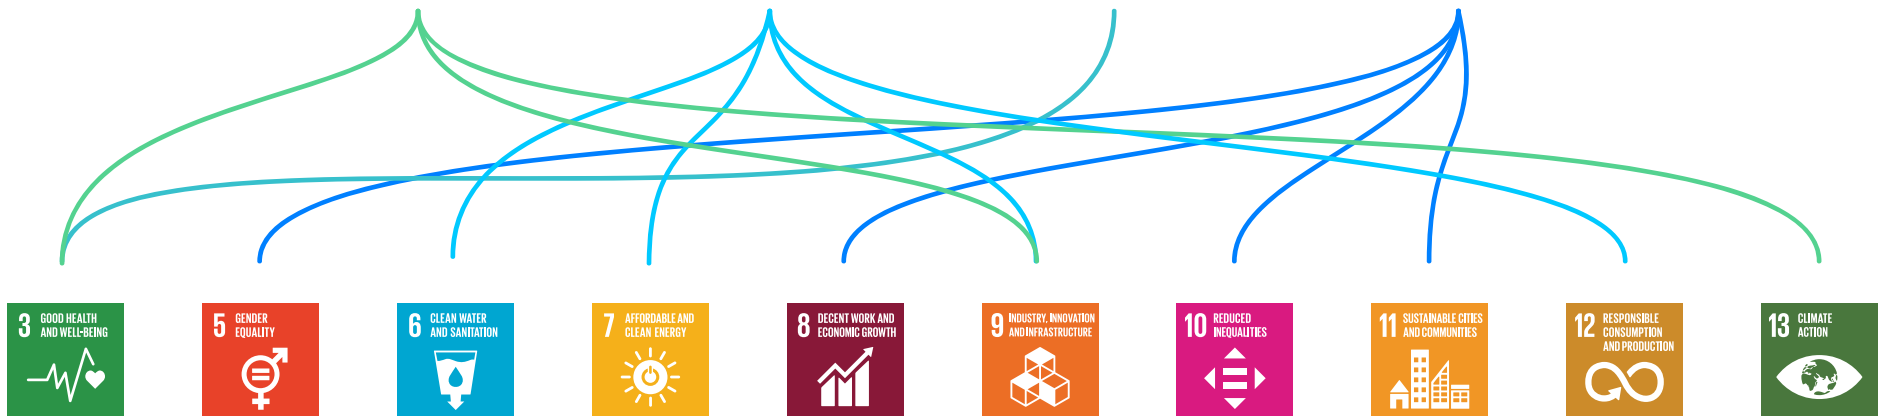 3 GOOD HEALTH
AND WELL-BEING
5 GENDER
EQUALITY
6 CLEAN WATER
AND SANITATION
7 AFFORDABLE AND
CLEAN ENERGY
8 DECENT WORK AND
ECONOMIC GROWTH
9 INDUSTRY, INNOVATION
AND INFRASTRUCTURE
10 REDUCED
INEQUALITIES
11 SUSTAINABLE CITIES
AND COMMUNITIES
12 RESPONSIBLE
CONSUMPTION
AND PRODUCTION
13 CLIMATE
ACTION